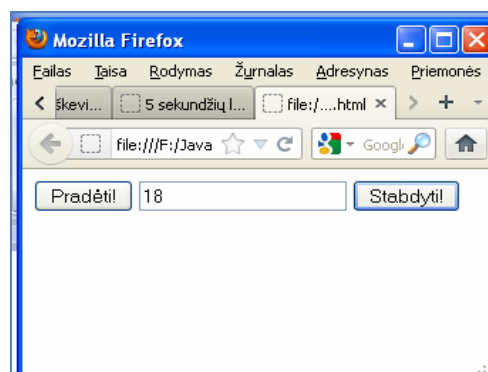 Mozilla Firefox
Failas Taisa Rodymas Žurnalas Adresynas Priemonės
škevi... 5 sekundžių l... file:/....html
file:///F:/Java Googl
Pradėti! 18 Stabdyti!